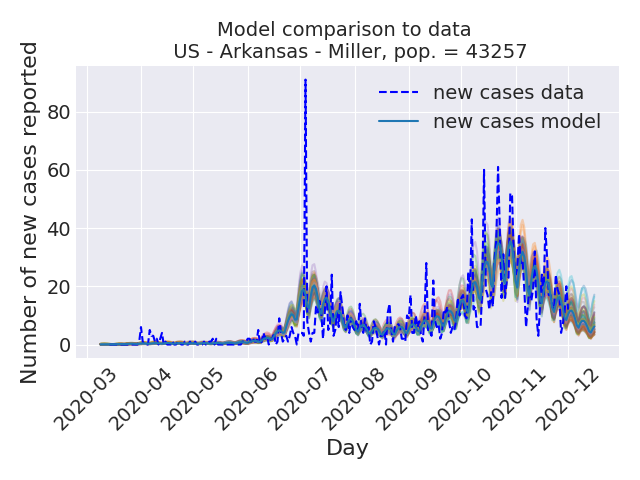 Model comparison to data
US - Arkansas - Miller, pop. = 43257
Number of new cases reported
80
60
40
20
0
new cases data
new cases model
2020-03
2020-04
2020-05
2020-06
2020-07
2020-08
2020-09
2020-10
2020-11
2020-12
Day